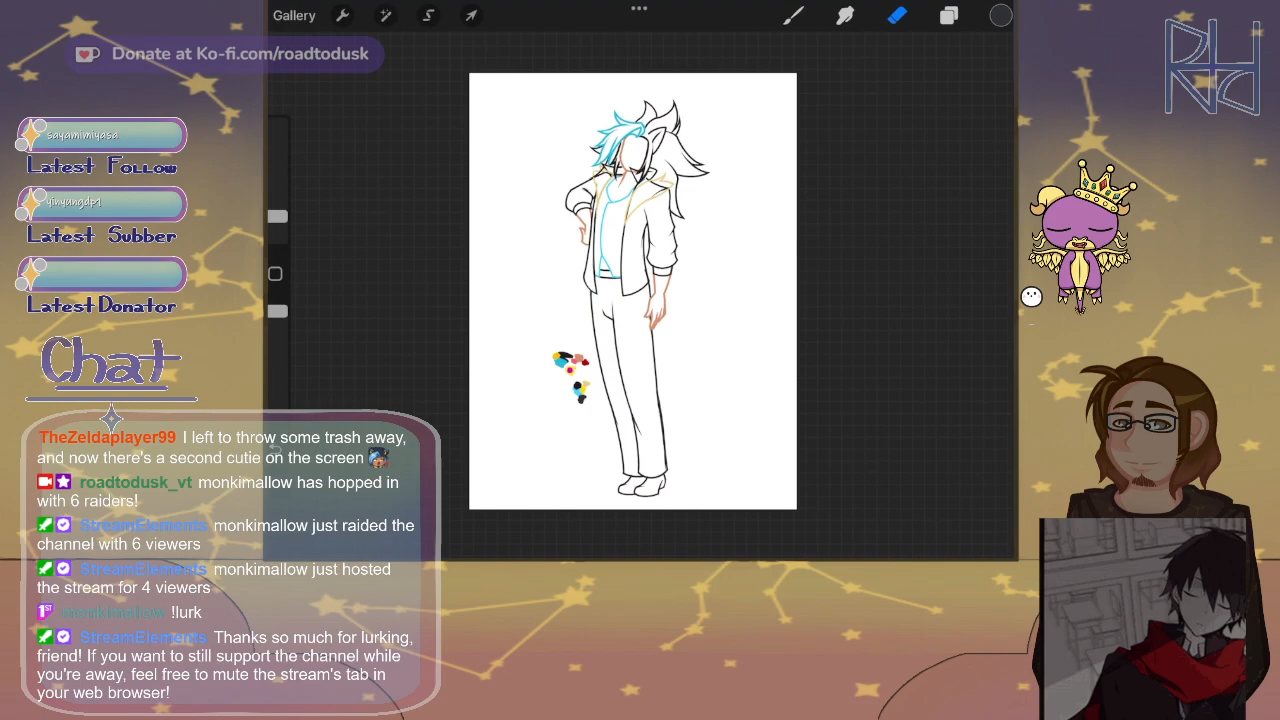 Gallery
Donate at Ko-fi.com/roadtodusk
sayamimiyasa
Latest Follow
yinyangdp1
Latest Subber
Latest Donator
Chat
TheZeldaplayer99 I left to throw some trash away,
and now there's a second cutie on the screen
roadtodusk_vt monkimallow has hopped in
with 6 raiders!
StreamElements monkimallow just raided the
channel with 6 viewers
StreamElements monkimallow just hosted
the stream for 4 viewers
monkimallow !lurk
StreamElements Thanks so much for lurking,
friend! If you want to still support the channel while
you're away, feel free to mute the stream's tab in
your web browser!